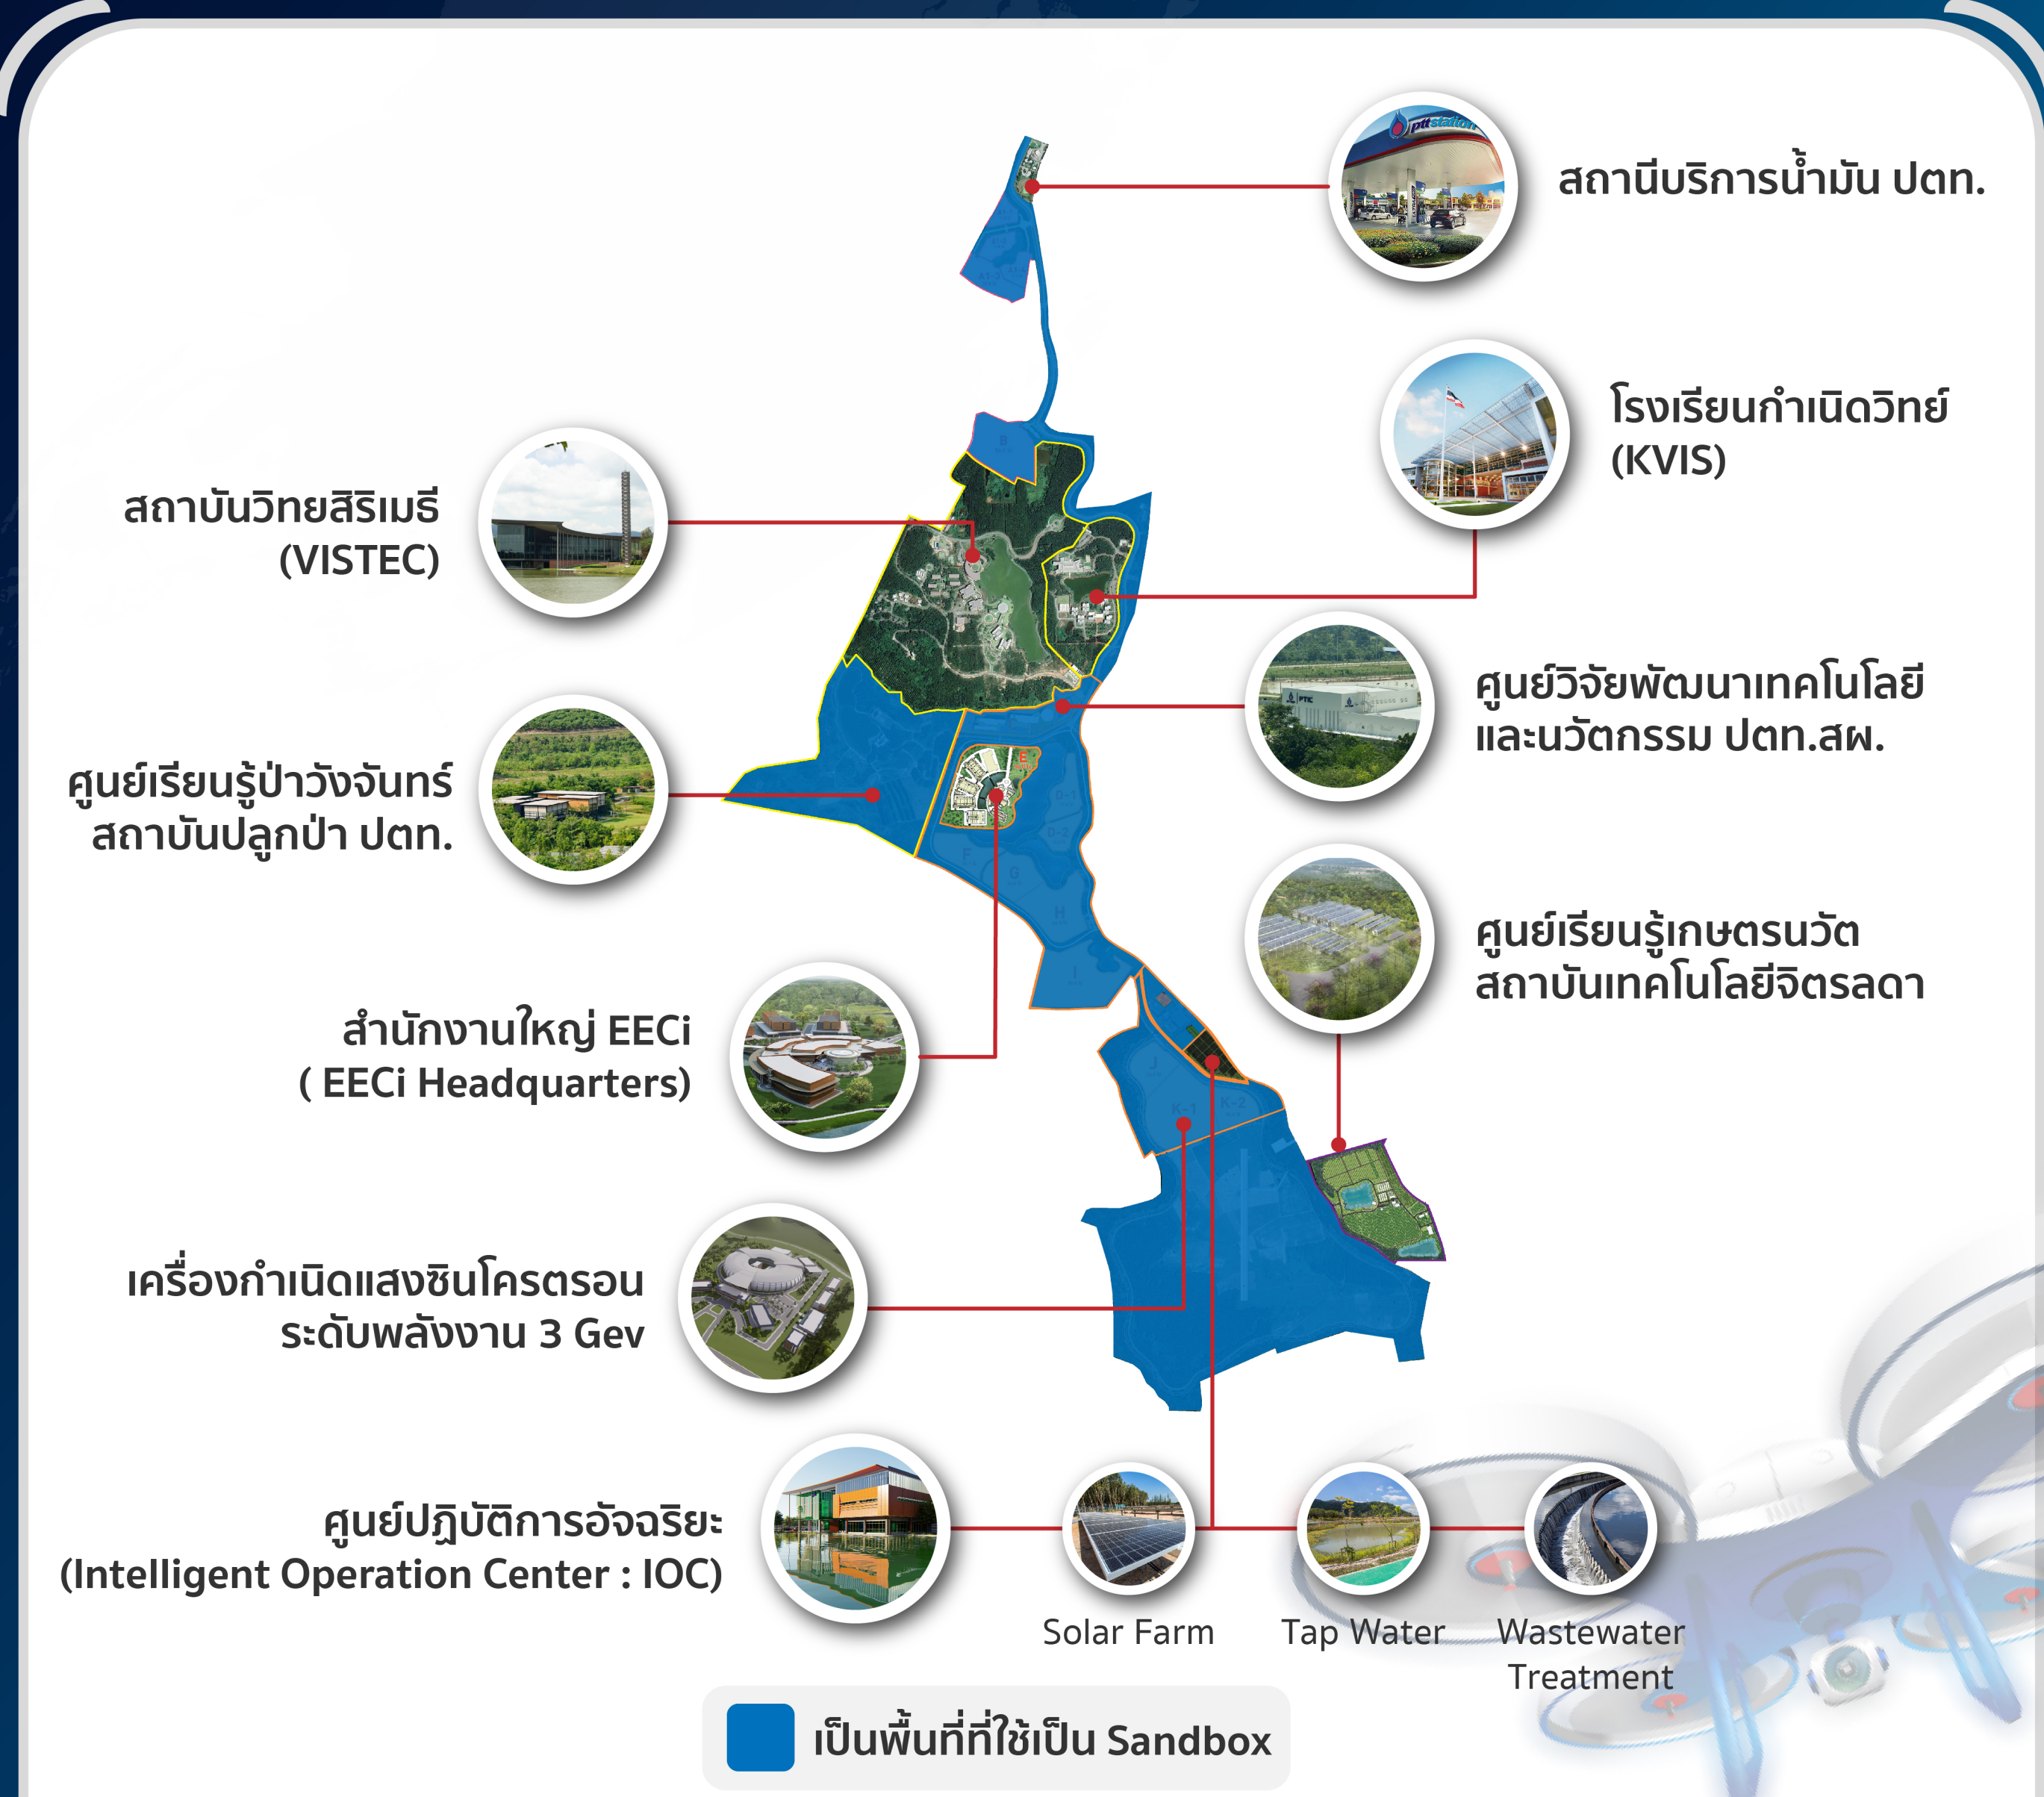 pttstation
สถานีบริการน้ำมัน ปตท.
โรงเรียนกำเนิดวิทย์
(KVIS)
สถาบันวิทยสิริเมธี
(VISTEC)
ศูนย์วิจัยพัฒนาเทคโนโลยี
และนวัตกรรม ปตท.สผ.
PTIC
ศูนย์เรียนรู้ป่าวังจันทร์
สถาบันปลูกป่า ปตท.
ศูนย์เรียนรู้เกษตรนวัต
สถาบันเทคโนโลยีจิตรลดา
สำนักงานใหญ่ EECi
( EECi Headquarters)
B
E
D-1
D-2
F
G
H
I
J
K-1
K-2
เครื่องกำเนิดแสงซินโครตรอน
ระดับพลังงาน 3 Gev
ศูนย์ปฏิบัติการอัจฉริยะ
(Intelligent Operation Center : IOC)
Solar Farm
Tap Water
Wastewater
Treatment
เป็นพื้นที่ที่ใช้เป็น Sandbox